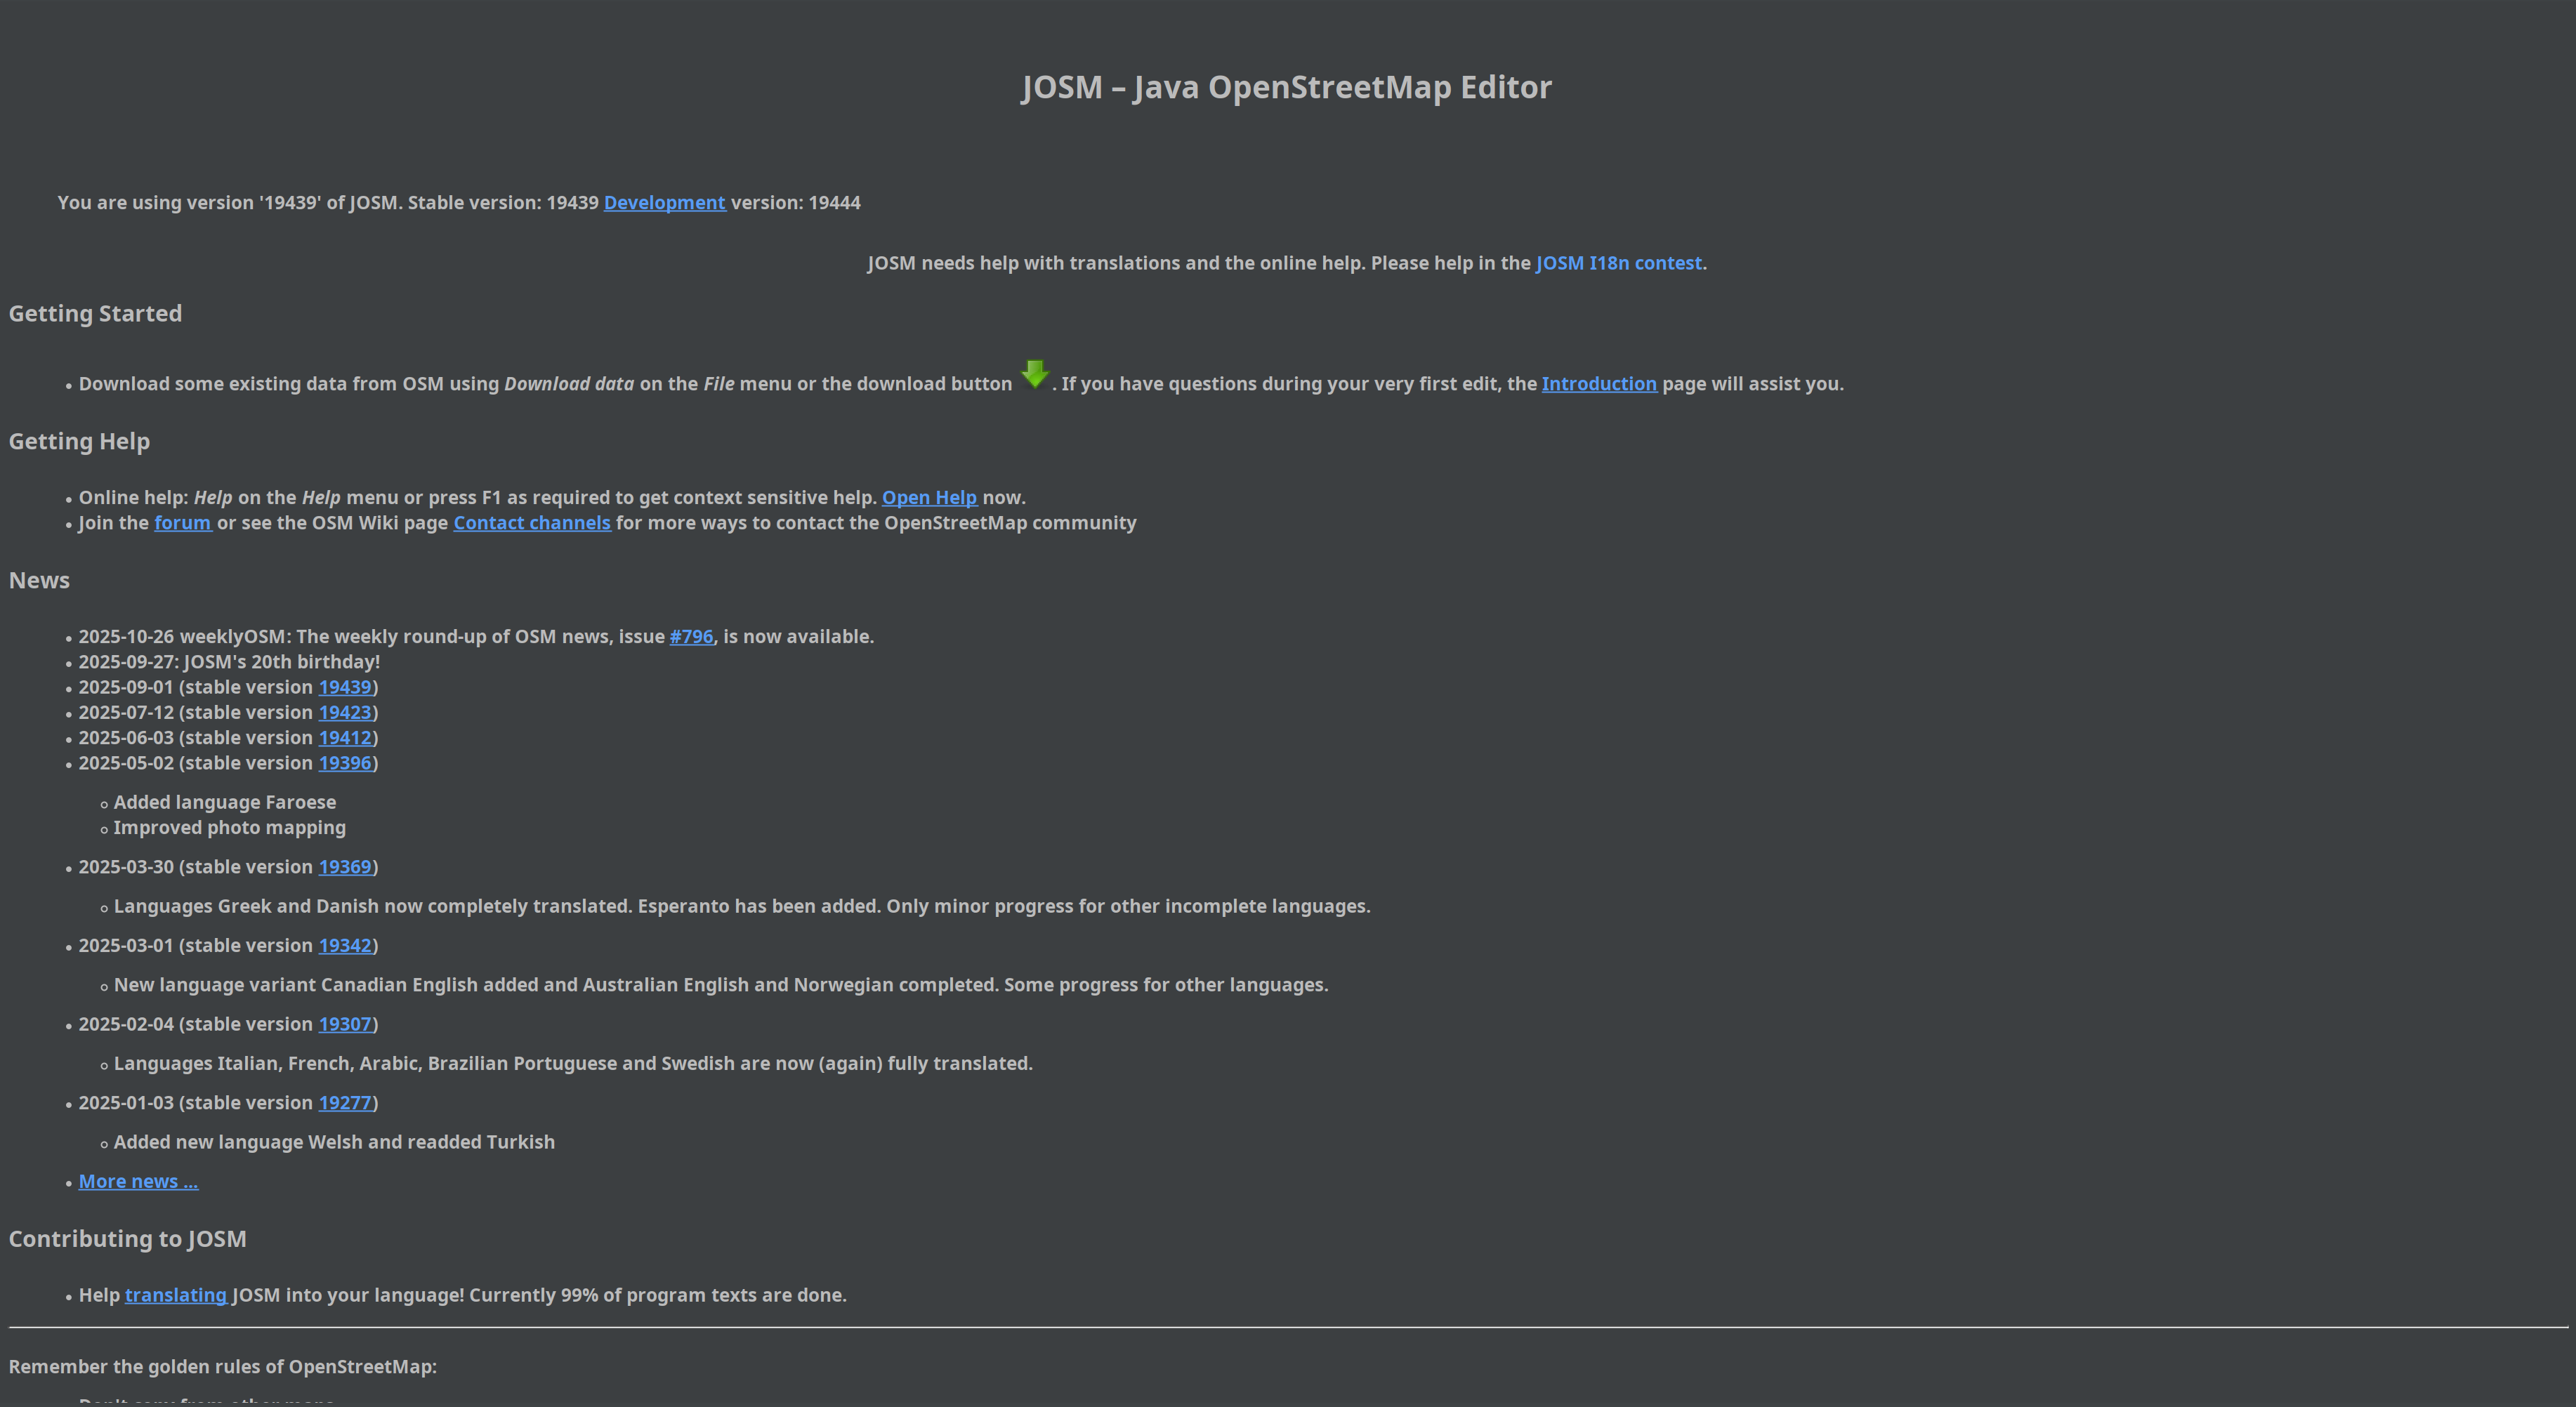 JOSM – Java OpenStreetMap Editor
You are using version '19439' of JOSM. Stable version: 19439 Development version: 19444
JOSM needs help with translations and the online help. Please help in the JOSM I18n contest.
Getting Started
• Download some existing data from OSM using Download data on the File menu or the download button . If you have questions during your very first edit, the Introduction page will assist you.
Getting Help
• Online help: Help on the Help menu or press F1 as required to get context sensitive help. Open Help now.
• Join the forum or see the OSM Wiki page Contact channels for more ways to contact the OpenStreetMap community
News
• 2025-10-26 weeklyOSM: The weekly round-up of OSM news, issue #796, is now available.
• 2025-09-27: JOSM's 20th birthday!
• 2025-09-01 (stable version 19439)
• 2025-07-12 (stable version 19423)
• 2025-06-03 (stable version 19412)
• 2025-05-02 (stable version 19396)
◦ Added language Faroese
◦ Improved photo mapping
• 2025-03-30 (stable version 19369)
◦ Languages Greek and Danish now completely translated. Esperanto has been added. Only minor progress for other incomplete languages.
• 2025-03-01 (stable version 19342)
◦ New language variant Canadian English added and Australian English and Norwegian completed. Some progress for other languages.
• 2025-02-04 (stable version 19307)
◦ Languages Italian, French, Arabic, Brazilian Portuguese and Swedish are now (again) fully translated.
• 2025-01-03 (stable version 19277)
◦ Added new language Welsh and readded Turkish
• More news ...
Contributing to JOSM
• Help translating JOSM into your language! Currently 99% of program texts are done.
Remember the golden rules of OpenStreetMap:
Don't copy from other maps